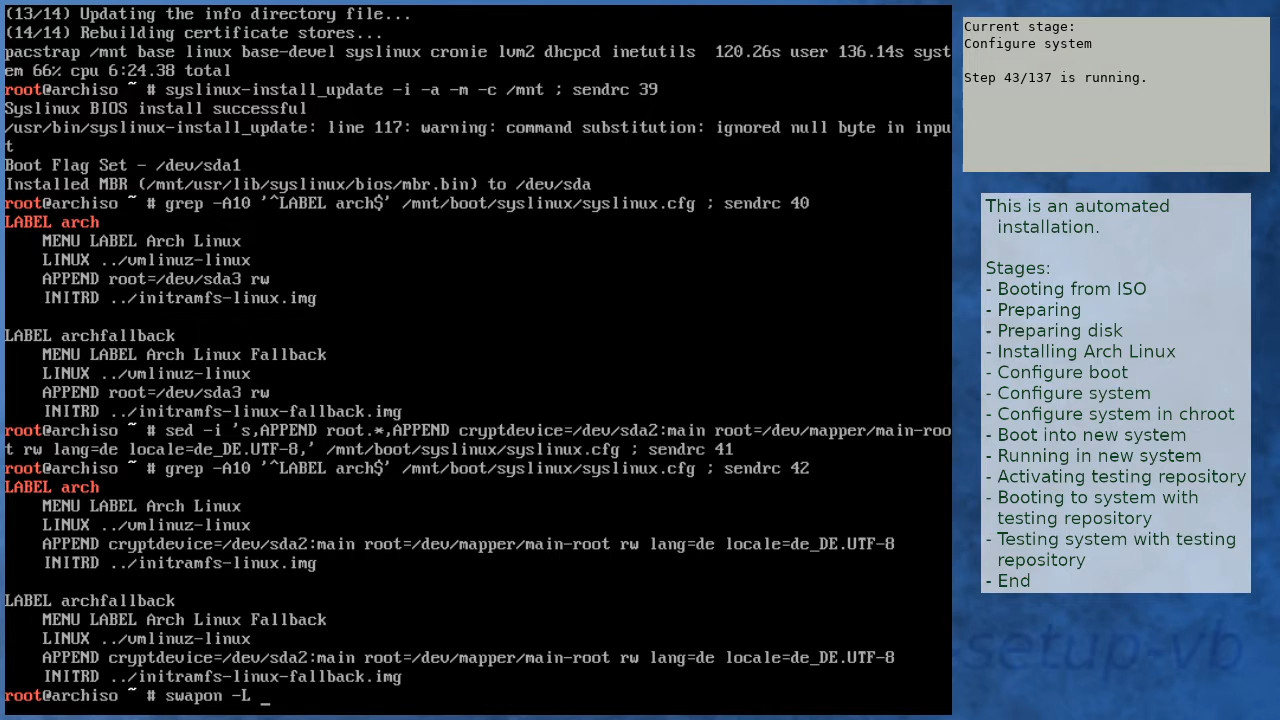 (13/14) Updating the info directory file...
(14/14) Rebuilding certificate stores...
pacstrap /mnt base linux base-devel syslinux cronie lvm2 dhcpcd inetutils  120.26s user 136.14s syst
em 66% cpu 6:24.38 total
root@archiso ~ # syslinux-install_update -i -a -m -c /mnt ; sendrc 39
Syslinux BIOS install successful
/usr/bin/syslinux-install_update: line 117: warning: command substitution: ignored null byte in inpu
t
Boot Flag Set - /dev/sda1
Installed MBR (/mnt/usr/lib/syslinux/bios/mbr.bin) to /dev/sda
root@archiso ~ # grep -A10 '^LABEL arch$' /mnt/boot/syslinux/syslinux.cfg ; sendrc 40
LABEL arch
    MENU LABEL Arch Linux
    LINUX ../vmlinuz-linux
    APPEND root=/dev/sda3 rw
    INITRD ../initramfs-linux.img

LABEL archfallback
    MENU LABEL Arch Linux Fallback
    LINUX ../vmlinuz-linux
    APPEND root=/dev/sda3 rw
    INITRD ../initramfs-linux-fallback.img
root@archiso ~ # sed -i 's,APPEND root.*,APPEND cryptdevice=/dev/sda2:main root=/dev/mapper/main-roo
t rw lang=de locale=de_DE.UTF-8,' /mnt/boot/syslinux/syslinux.cfg ; sendrc 41
root@archiso ~ # grep -A10 '^LABEL arch$' /mnt/boot/syslinux/syslinux.cfg ; sendrc 42
LABEL arch
    MENU LABEL Arch Linux
    LINUX ../vmlinuz-linux
    APPEND cryptdevice=/dev/sda2:main root=/dev/mapper/main-root rw lang=de locale=de_DE.UTF-8
    INITRD ../initramfs-linux.img

LABEL archfallback
    MENU LABEL Arch Linux Fallback
    LINUX ../vmlinuz-linux
    APPEND cryptdevice=/dev/sda2:main root=/dev/mapper/main-root rw lang=de locale=de_DE.UTF-8
    INITRD ../initramfs-linux-fallback.img
root@archiso ~ # swapon -L _
Current stage:
Configure system

Step 43/137 is running.
This is an automated
installation.

Stages:
- Booting from ISO
- Preparing
- Preparing disk
- Installing Arch Linux
- Configure boot
- Configure system
- Configure system in chroot
- Boot into new system
- Running in new system
- Activating testing repository
- Booting to system with
testing repository
- Testing system with testing
repository
- End
setup-vb